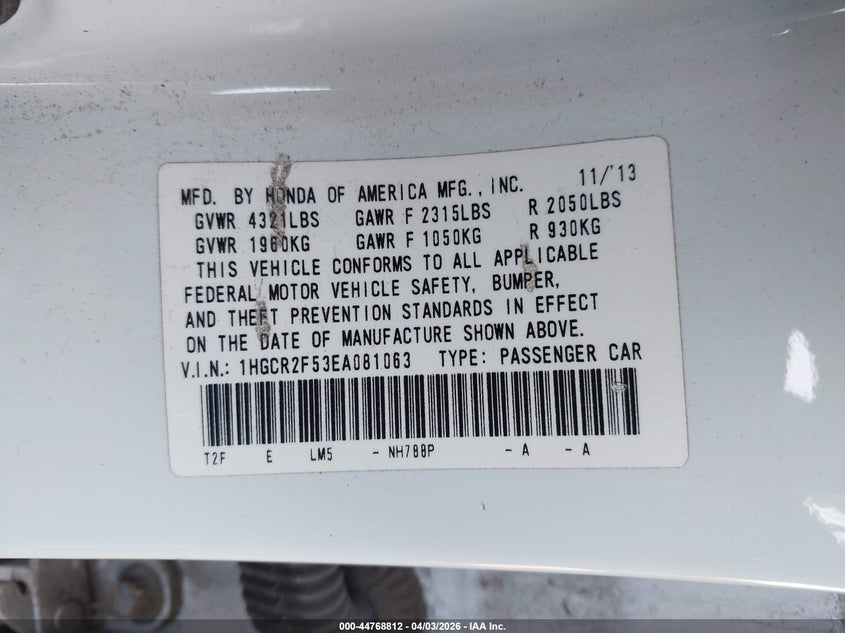 MFD. BY HONDA OF AMERICA MFG., INC. 11/'13
GVWR 4321LBS GAWR F 2315LBS R 2050LBS
GVWR 1960KG GAWR F 1050KG R 930KG
THIS VEHICLE CONFORMS TO ALL APPLICABLE
FEDERAL MOTOR VEHICLE SAFETY, BUMPER,
AND THEFT PREVENTION STANDARDS IN EFFECT
ON THE DATE OF MANUFACTURE SHOWN ABOVE.
V.I.N.: 1HGCR2F53EA081063 TYPE: PASSENGER CAR
T2F E LM5 - NH788P - A - A
000-44768812 - 04/03/2026 - IAA Inc.